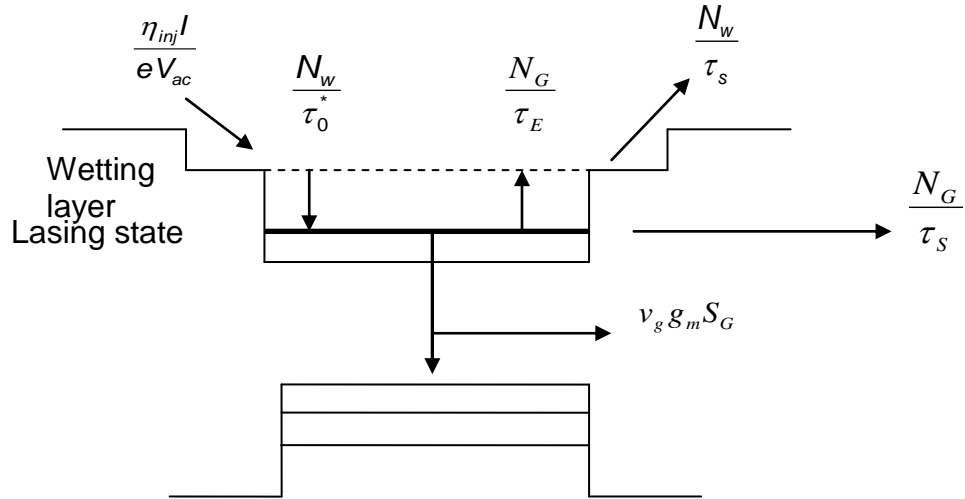 η_inj I / eV_ac
N_w / τ_0^*
N_G / τ_E
N_w / τ_s
Wetting
layer
Lasing state
N_G / τ_S
v_g g_m S_G